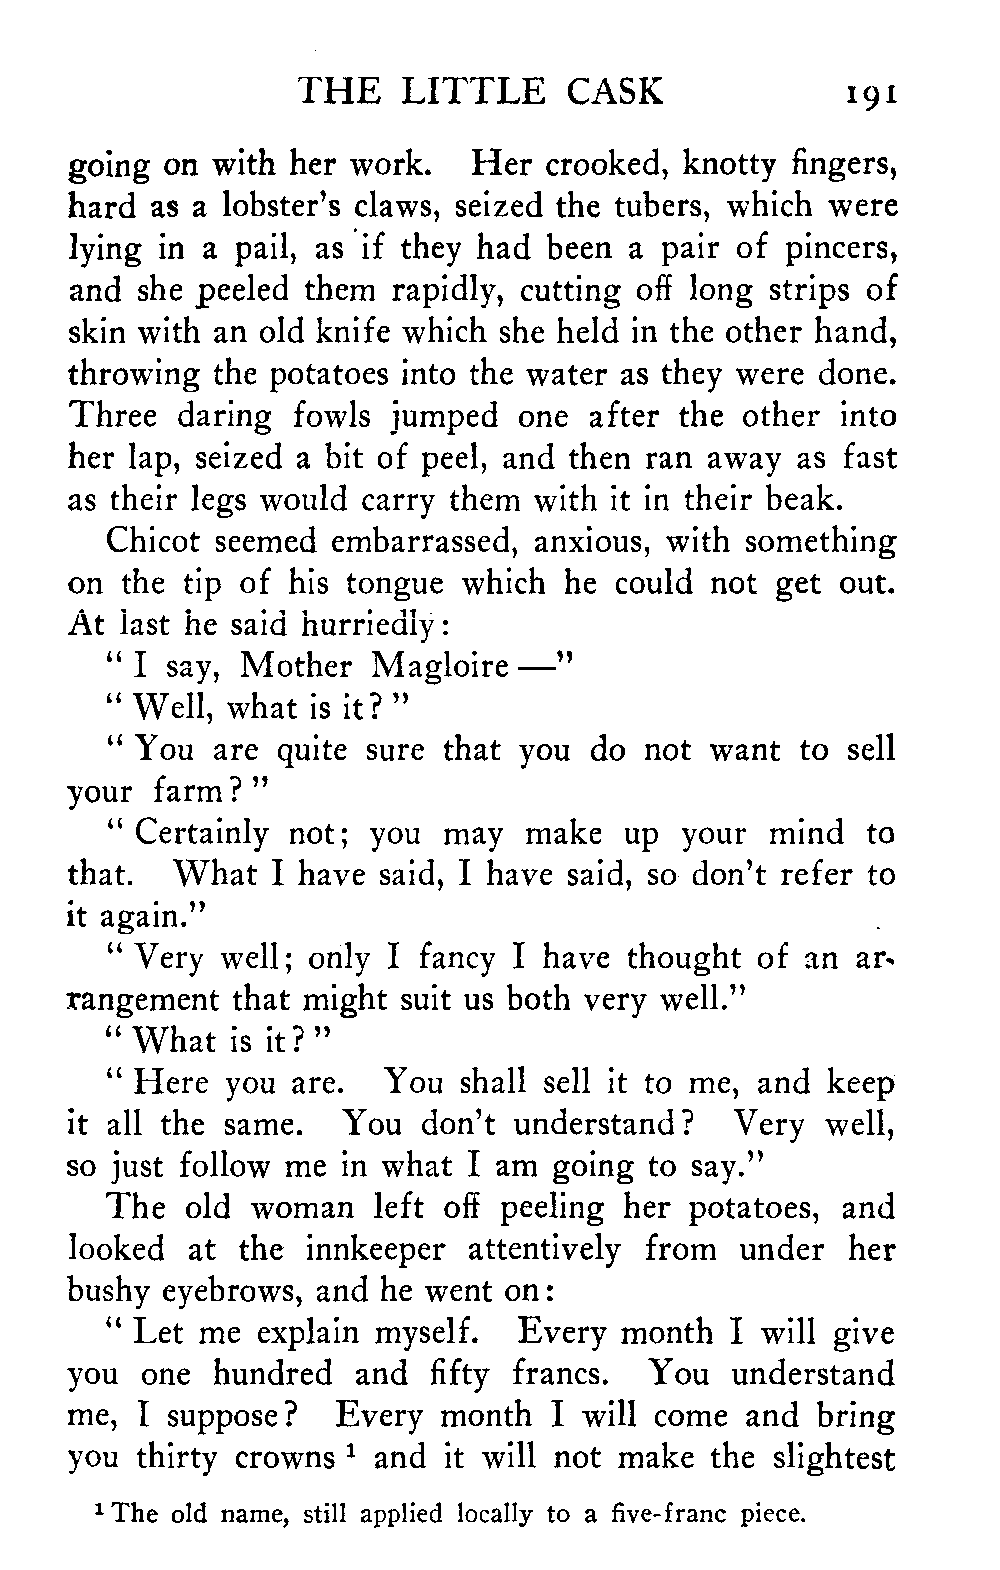 THE LITTLE CASK 191
going on with her work. Her crooked, knotty fingers,
hard as a lobster's claws, seized the tubers, which were
lying in a pail, as if they had been a pair of pincers,
and she peeled them rapidly, cutting off long strips of
skin with an old knife which she held in the other hand,
throwing the potatoes into the water as they were done.
Three daring fowls jumped one after the other into
her lap, seized a bit of peel, and then ran away as fast
as their legs would carry them with it in their beak.
Chicot seemed embarrassed, anxious, with something
on the tip of his tongue which he could not get out.
At last he said hurriedly:
" I say, Mother Magloire —"
" Well, what is it? "
" You are quite sure that you do not want to sell
your farm? "
" Certainly not; you may make up your mind to
that. What I have said, I have said, so don't refer to
it again."
" Very well; only I fancy I have thought of an ar-
rangement that might suit us both very well."
" What is it? "
" Here you are. You shall sell it to me, and keep
it all the same. You don't understand? Very well,
so just follow me in what I am going to say."
The old woman left off peeling her potatoes, and
looked at the innkeeper attentively from under her
bushy eyebrows, and he went on:
" Let me explain myself. Every month I will give
you one hundred and fifty francs. You understand
me, I suppose? Every month I will come and bring
you thirty crowns ¹ and it will not make the slightest
¹ The old name, still applied locally to a five-franc piece.